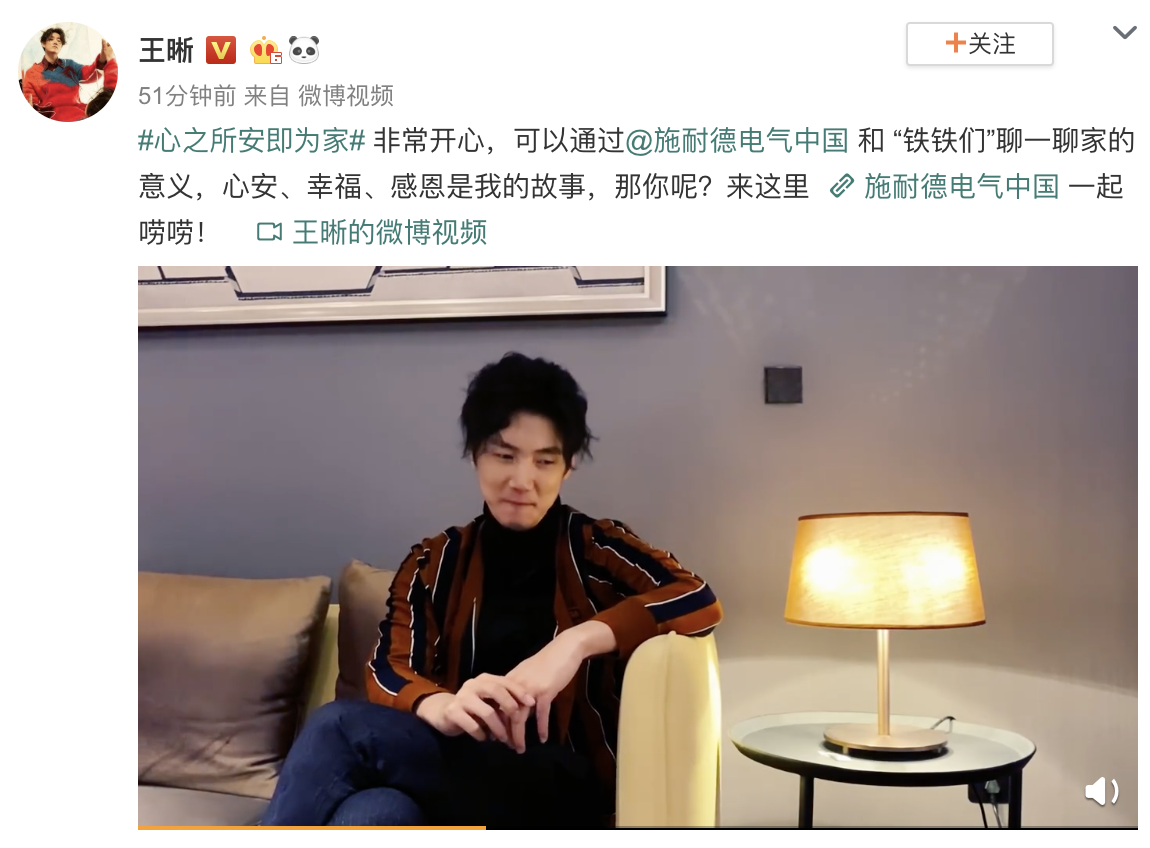 王晰
+关注
51分钟前 来自 微博视频
#心之所安即为家# 非常开心，可以通过@施耐德电气中国 和 “铁铁们”聊一聊家的
意义，心安、幸福、感恩是我的故事，那你呢？来这里 施耐德电气中国 一起
唠唠！ 王晰的微博视频